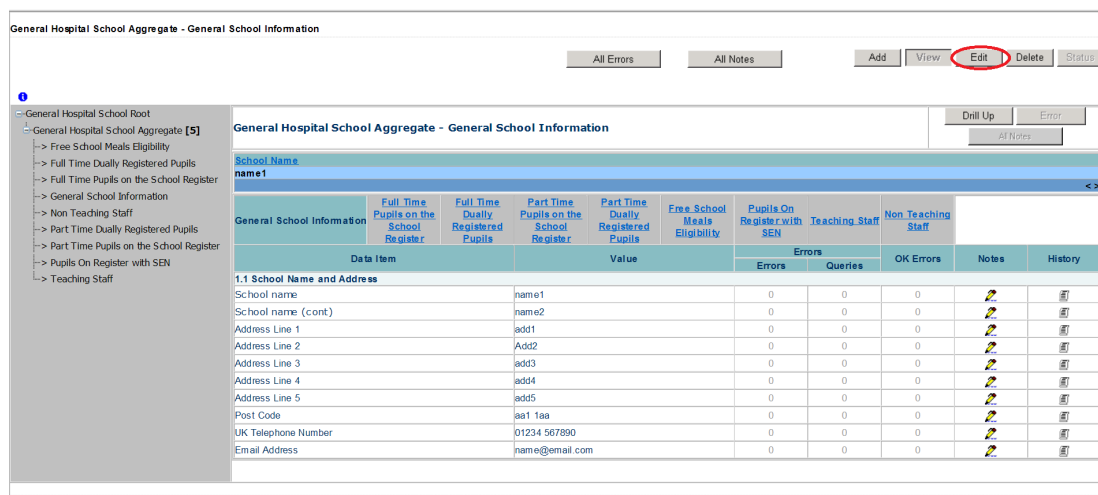 General Hospital School Aggregate - General School Information
All Errors All Notes Add View Edit Delete Status
General Hospital School Root
General Hospital School Aggregate [5]
--> Free School Meals Eligibility
--> Full Time Dually Registered Pupils
--> Full Time Pupils on the School Register
--> General School Information
--> Non Teaching Staff
--> Part Time Dually Registered Pupils
--> Part Time Pupils on the School Register
--> Pupils On Register with SEN
--> Teaching Staff
General Hospital School Aggregate - General School Information
Drill Up Error
All Notes
School Name
name1
< >
General School Information
Full Time
Pupils on the
School
Register
Full Time
Dually
Registered
Pupils
Part Time
Pupils on the
School
Register
Part Time
Dually
Registered
Pupils
Free School
Meals
Eligibility
Pupils On
Register with
SEN
Teaching Staff
Non Teaching
Staff
Data Item Value Errors OK Errors Notes History
Errors Queries
1.1 School Name and Address
School name name1 0 0 0
School name (cont) name2 0 0 0
Address Line 1 add1 0 0 0
Address Line 2 Add2 0 0 0
Address Line 3 add3 0 0 0
Address Line 4 add4 0 0 0
Address Line 5 add5 0 0 0
Post Code aa1 1aa 0 0 0
UK Telephone Number 01234 567890 0 0 0
Email Address name@email.com 0 0 0